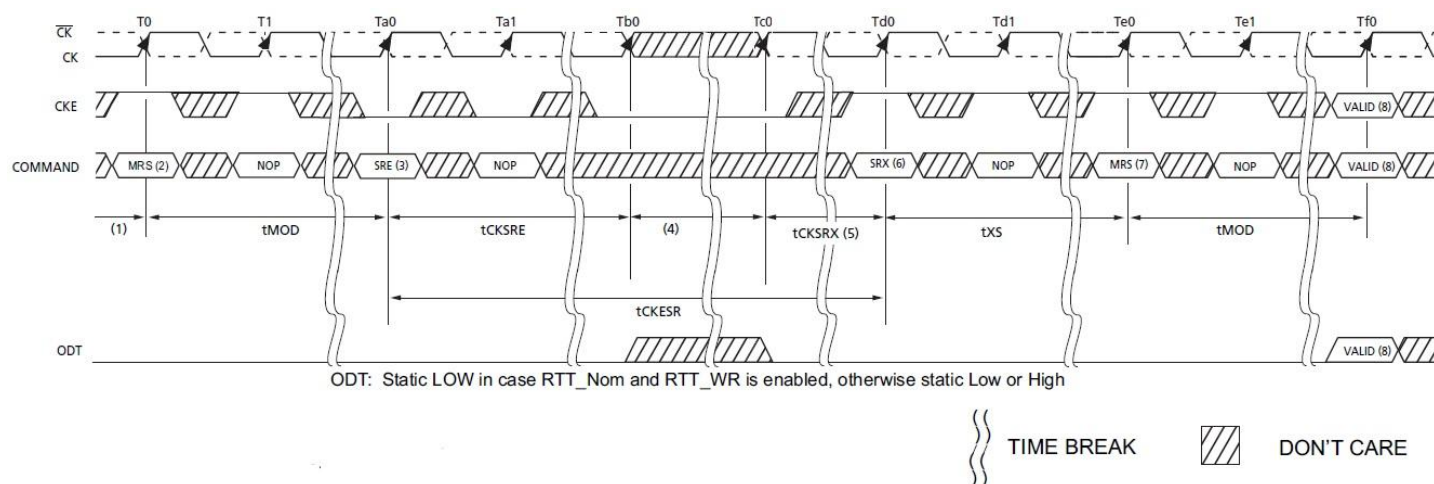 T0 T1 Ta0 Ta1 Tb0 Tc0 Td0 Td1 Te0 Te1 Tf0
CK
CK
CKE VALID (8)
COMMAND MRS (2) NOP SRE (3) NOP SRX (6) NOP MRS (7) NOP VALID (8)
(1) tMOD tCKSRE (4) tCKSRX (5) tXS tMOD
tCKESR
ODT VALID (8)
ODT: Static LOW in case RTT_Nom and RTT_WR is enabled, otherwise static Low or High
TIME BREAK DON'T CARE